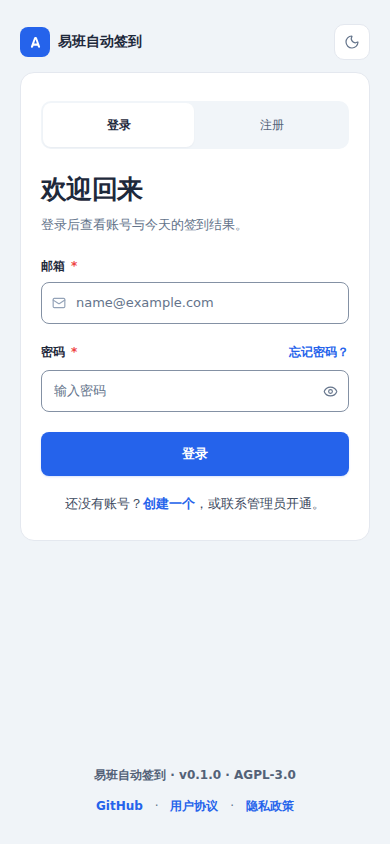 A 易班自动签到
登录 注册
欢迎回来
登录后查看账号与今天的签到结果。
邮箱 *
name@example.com
密码 * 忘记密码？
输入密码
登录
还没有账号？创建一个，或联系管理员开通。
易班自动签到 · v0.1.0 · AGPL-3.0
GitHub · 用户协议 · 隐私政策